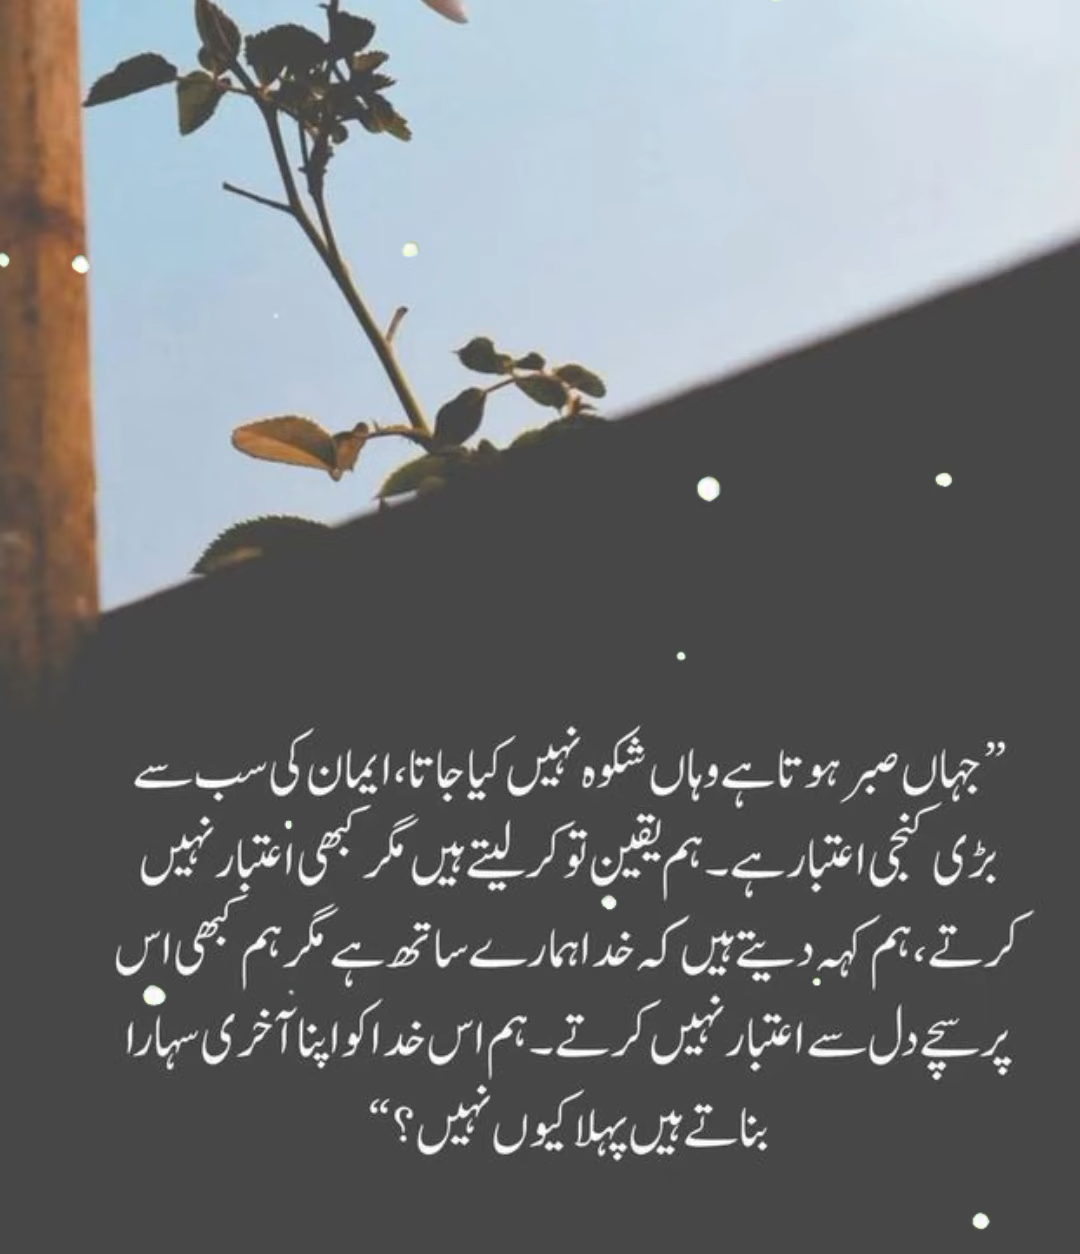 ”جہاں صبر ہوتا ہے وہاں شکوہ نہیں کیا جاتا، ایمان کی سب سے
بڑی کنجی اعتبار ہے۔ ہم یقین تو کر لیتے ہیں مگر کبھی اعتبار نہیں
کرتے، ہم کہہ دیتے ہیں کہ خدا ہمارے ساتھ ہے مگر ہم کبھی اس
پر سچے دل سے اعتبار نہیں کرتے۔ ہم اس خدا کو اپنا آخری سہارا
بناتے ہیں پہلا کیوں نہیں؟“